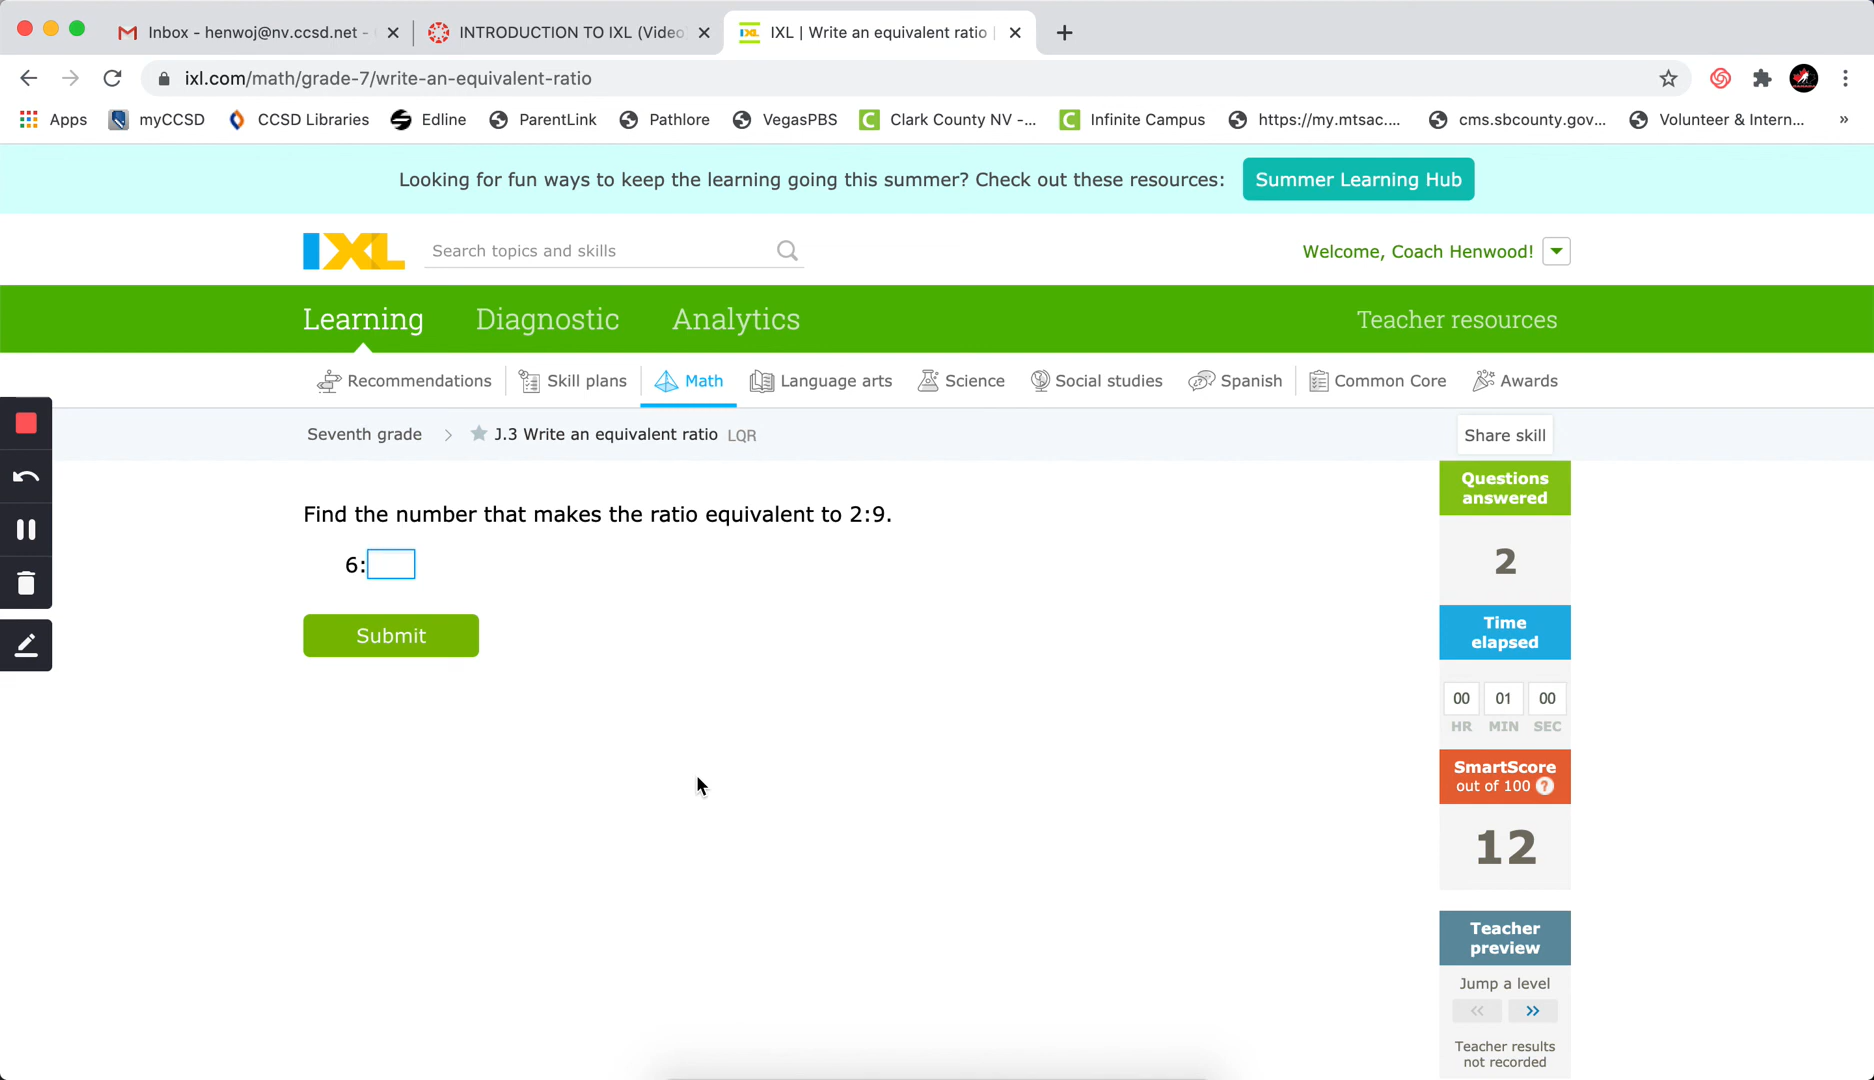 Inbox - henwoj@nv.ccsd.net -
INTRODUCTION TO IXL (Video
IXL | Write an equivalent ratio
ixl.com/math/grade-7/write-an-equivalent-ratio
Apps myCCSD CCSD Libraries Edline ParentLink Pathlore VegasPBS Clark County NV -... Infinite Campus https://my.mtsac.... cms.sbcounty.gov... Volunteer & Intern... »
Looking for fun ways to keep the learning going this summer? Check out these resources: Summer Learning Hub
IXL Search topics and skills Welcome, Coach Henwood!
Learning Diagnostic Analytics Teacher resources
Recommendations Skill plans Math Language arts Science Social studies Spanish Common Core Awards
Seventh grade > J.3 Write an equivalent ratio LQR Share skill
Find the number that makes the ratio equivalent to 2:9.
6:
Submit
Questions
answered
2
Time
elapsed
00 01 00
HR MIN SEC
SmartScore
out of 100 ?
12
Teacher
preview
Jump a level
<< >>
Teacher results
not recorded